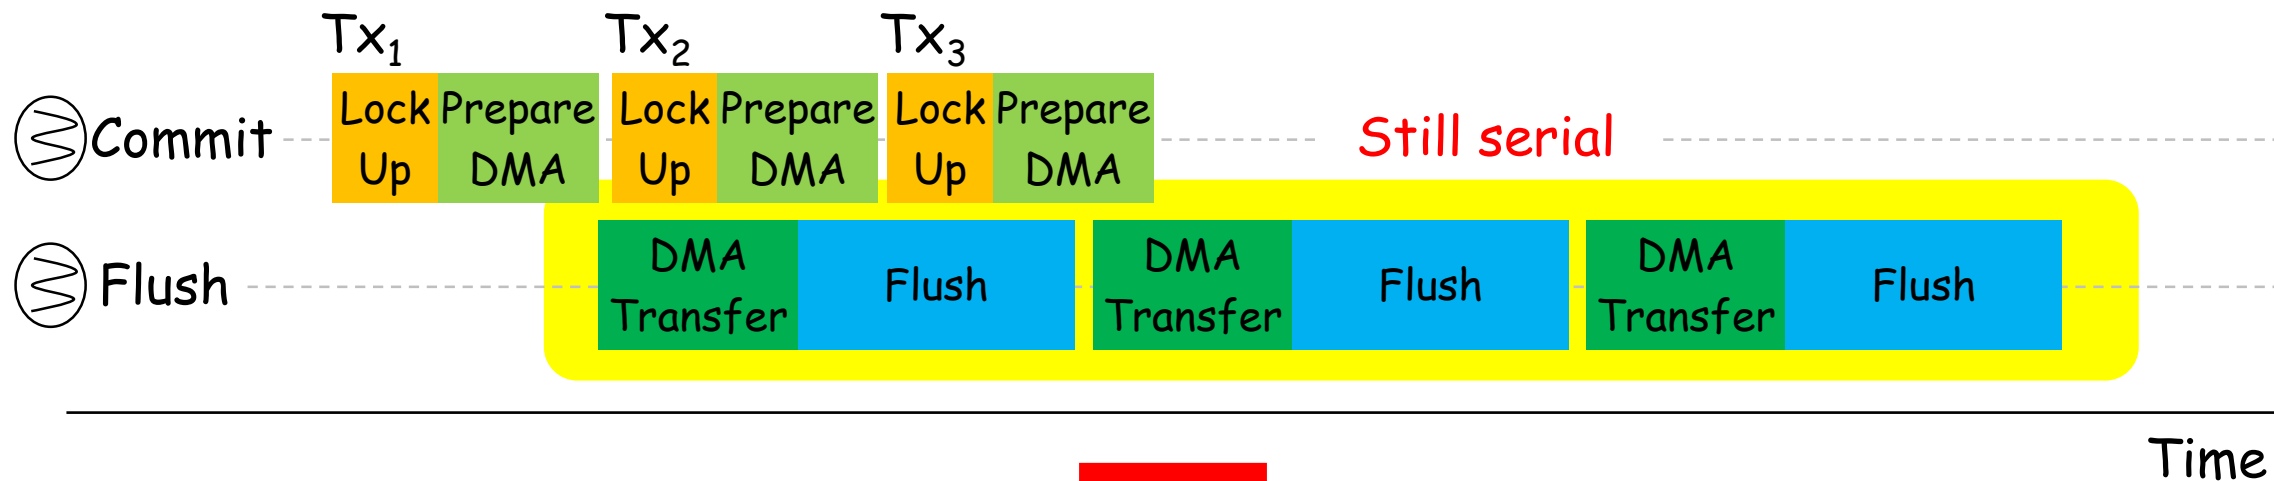 Tx1 Tx2 Tx3
Commit
Lock Up
Prepare DMA
Lock Up
Prepare DMA
Lock Up
Prepare DMA
Still serial
Flush
DMA Transfer
Flush
DMA Transfer
Flush
DMA Transfer
Flush
Time